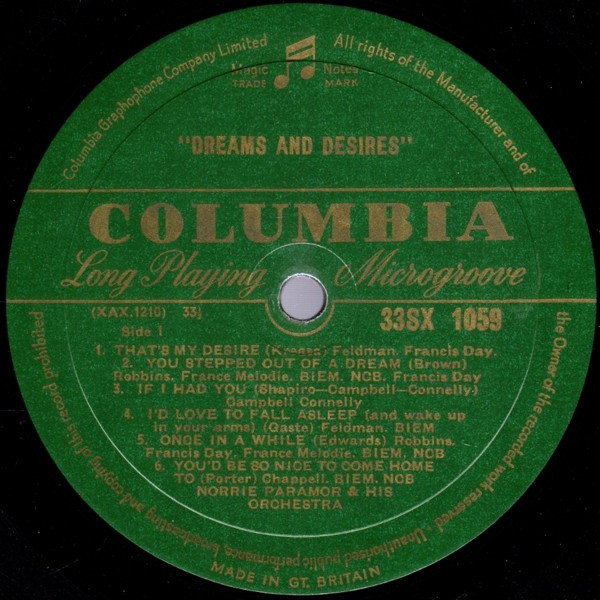 Columbia Graphophone Company Limited
All rights of the Manufacturer and of
the Owner of the recorded work reserved
Unauthorised public performance, broadcasting and copying of this record prohibited
Magic Notes
TRADE MARK
"DREAMS AND DESIRES"
COLUMBIA
Long Playing Microgroove
(XAX.1210) 33⅓
33SX 1059
Side 1
1. THAT'S MY DESIRE (Kresa) Feldman. Francis Day.
2. YOU STEPPED OUT OF A DREAM (Brown)
Robbins. France Melodie. BIEM. NCB. Francis Day
3. IF I HAD YOU (Shapiro–Campbell–Connelly)
Campbell Connelly
4. I'D LOVE TO FALL ASLEEP (and wake up
in your arms) (Gaste) Feldman. BIEM
5. ONCE IN A WHILE (Edwards) Robbins.
Francis Day. France Melodie. BIEM. NCB
6. YOU'D BE SO NICE TO COME HOME
TO (Porter) Chappell. BIEM. NCB
NORRIE PARAMOR & HIS
ORCHESTRA
MADE IN GT. BRITAIN